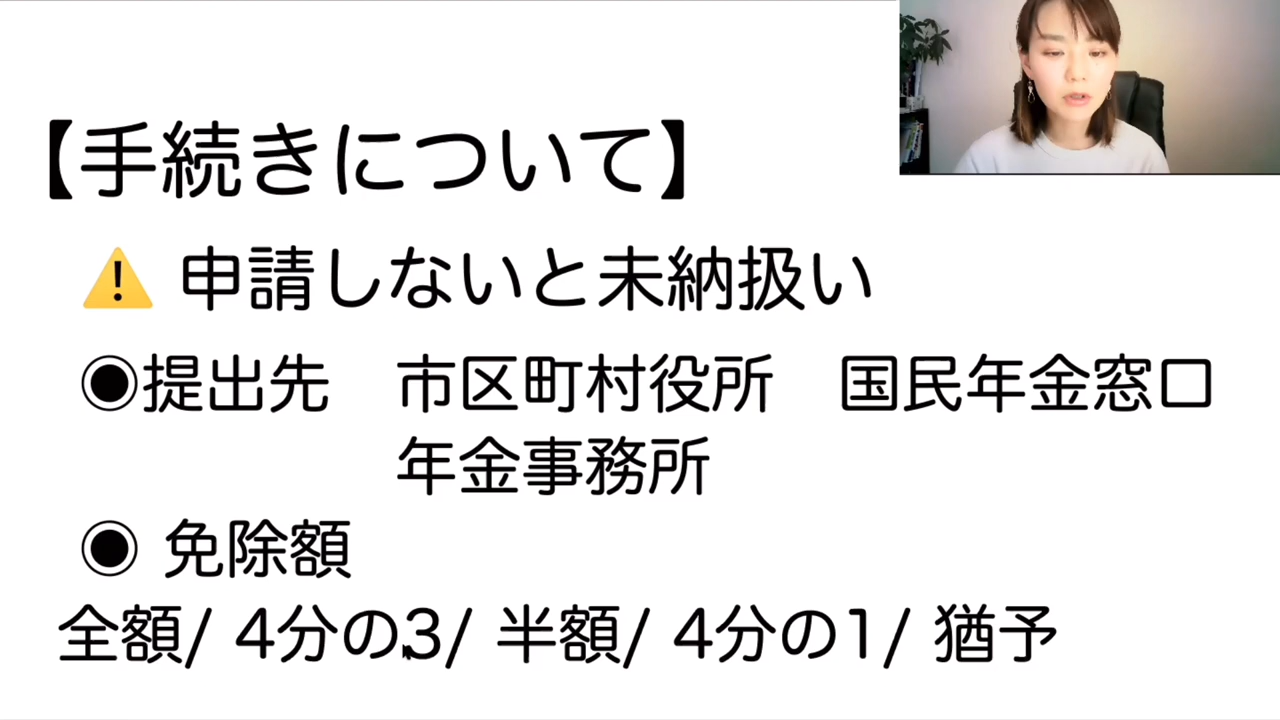 【手続きについて】
⚠️ 申請しないと未納扱い
◉提出先　市区町村役所　国民年金窓口
年金事務所
◉ 免除額
全額/ 4分の3/ 半額/ 4分の1/ 猶予